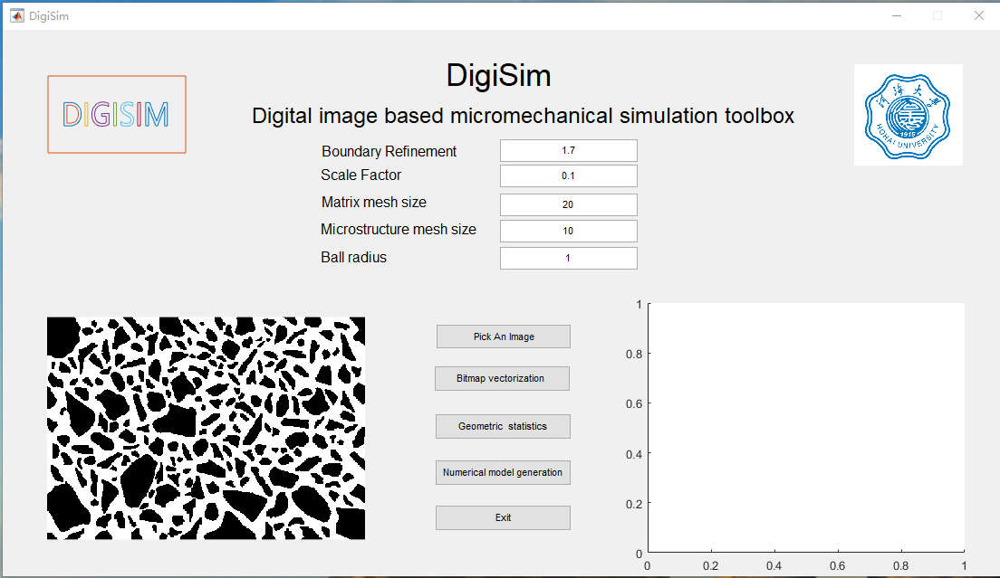 DigiSim
DigiSim
DIGISIM
Digital image based micromechanical simulation toolbox
河海大學
1915
HOHAI UNIVERSITY
Boundary Refinement 1.7
Scale Factor 0.1
Matrix mesh size 20
Microstructure mesh size 10
Ball radius 1
Pick An Image
Bitmap vectorization
Geometric statistics
Numerical model generation
Exit
1
0.8
0.6
0.4
0.2
0
0 0.2 0.4 0.6 0.8 1